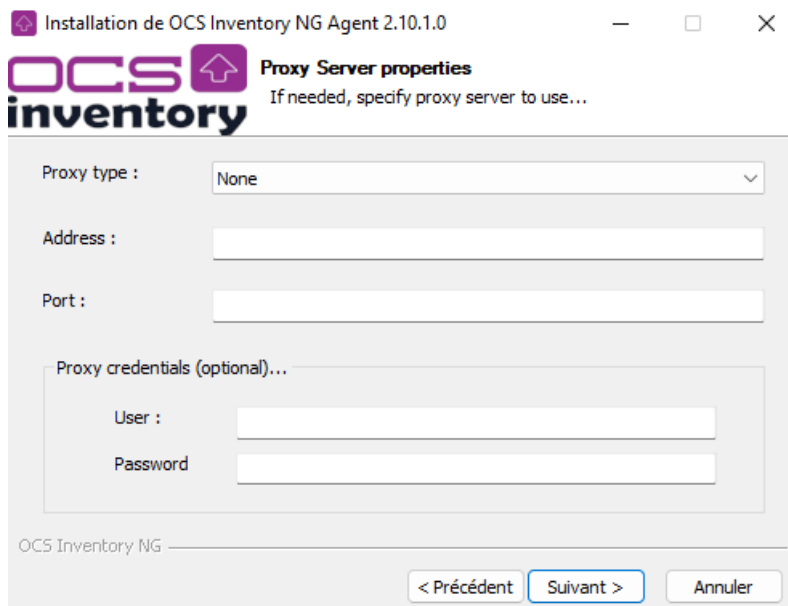 Installation de OCS Inventory NG Agent 2.10.1.0
OCS
inventory
Proxy Server properties
If needed, specify proxy server to use...
Proxy type :
None
Address :
Port :
Proxy credentials (optional)...
User :
Password
OCS Inventory NG
< Précédent
Suivant >
Annuler